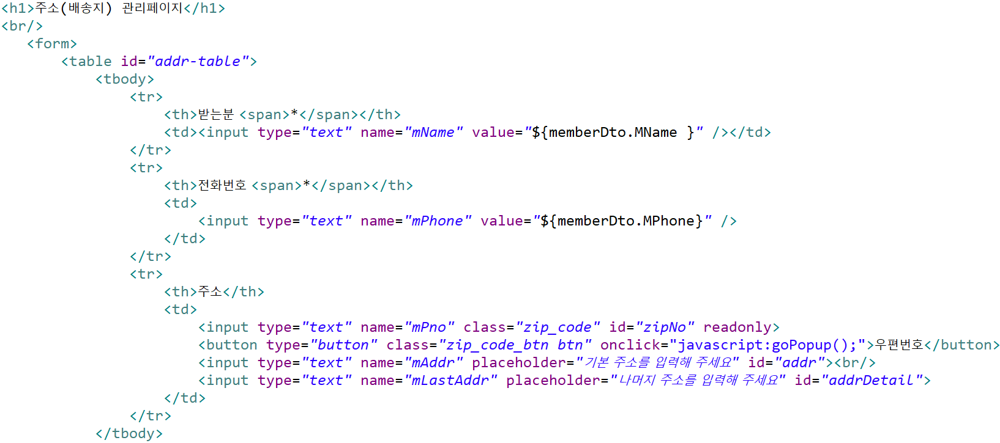 <h1>주소(배송지) 관리페이지</h1>
<br/>
<form>
<table id="addr-table">
<tbody>
<tr>
<th>받는분 <span>*</span></th>
<td><input type="text" name="mName" value="${memberDto.MName }" /></td>
</tr>
<tr>
<th>전화번호 <span>*</span></th>
<td>
<input type="text" name="mPhone" value="${memberDto.MPhone}" />
</td>
</tr>
<tr>
<th>주소</th>
<td>
<input type="text" name="mPno" class="zip_code" id="zipNo" readonly>
<button type="button" class="zip_code_btn btn" onclick="javascript:goPopup();">우편번호</button>
<input type="text" name="mAddr" placeholder="기본 주소를 입력해 주세요" id="addr"><br/>
<input type="text" name="mLastAddr" placeholder="나머지 주소를 입력해 주세요" id="addrDetail">
</td>
</tr>
</tbody>